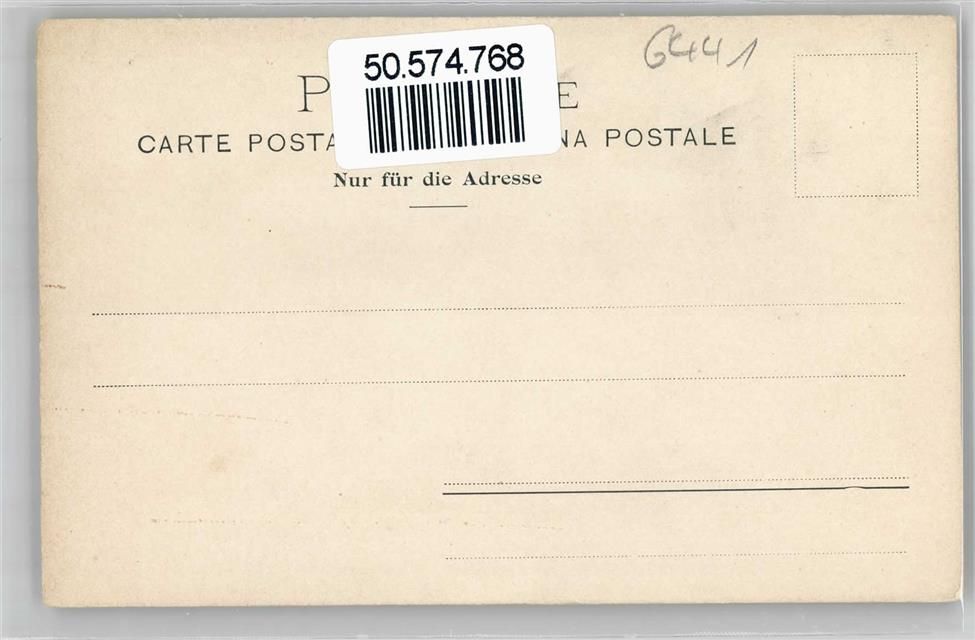 6441
50.574.768
P E
CARTE POSTA NA POSTALE
Nur für die Adresse